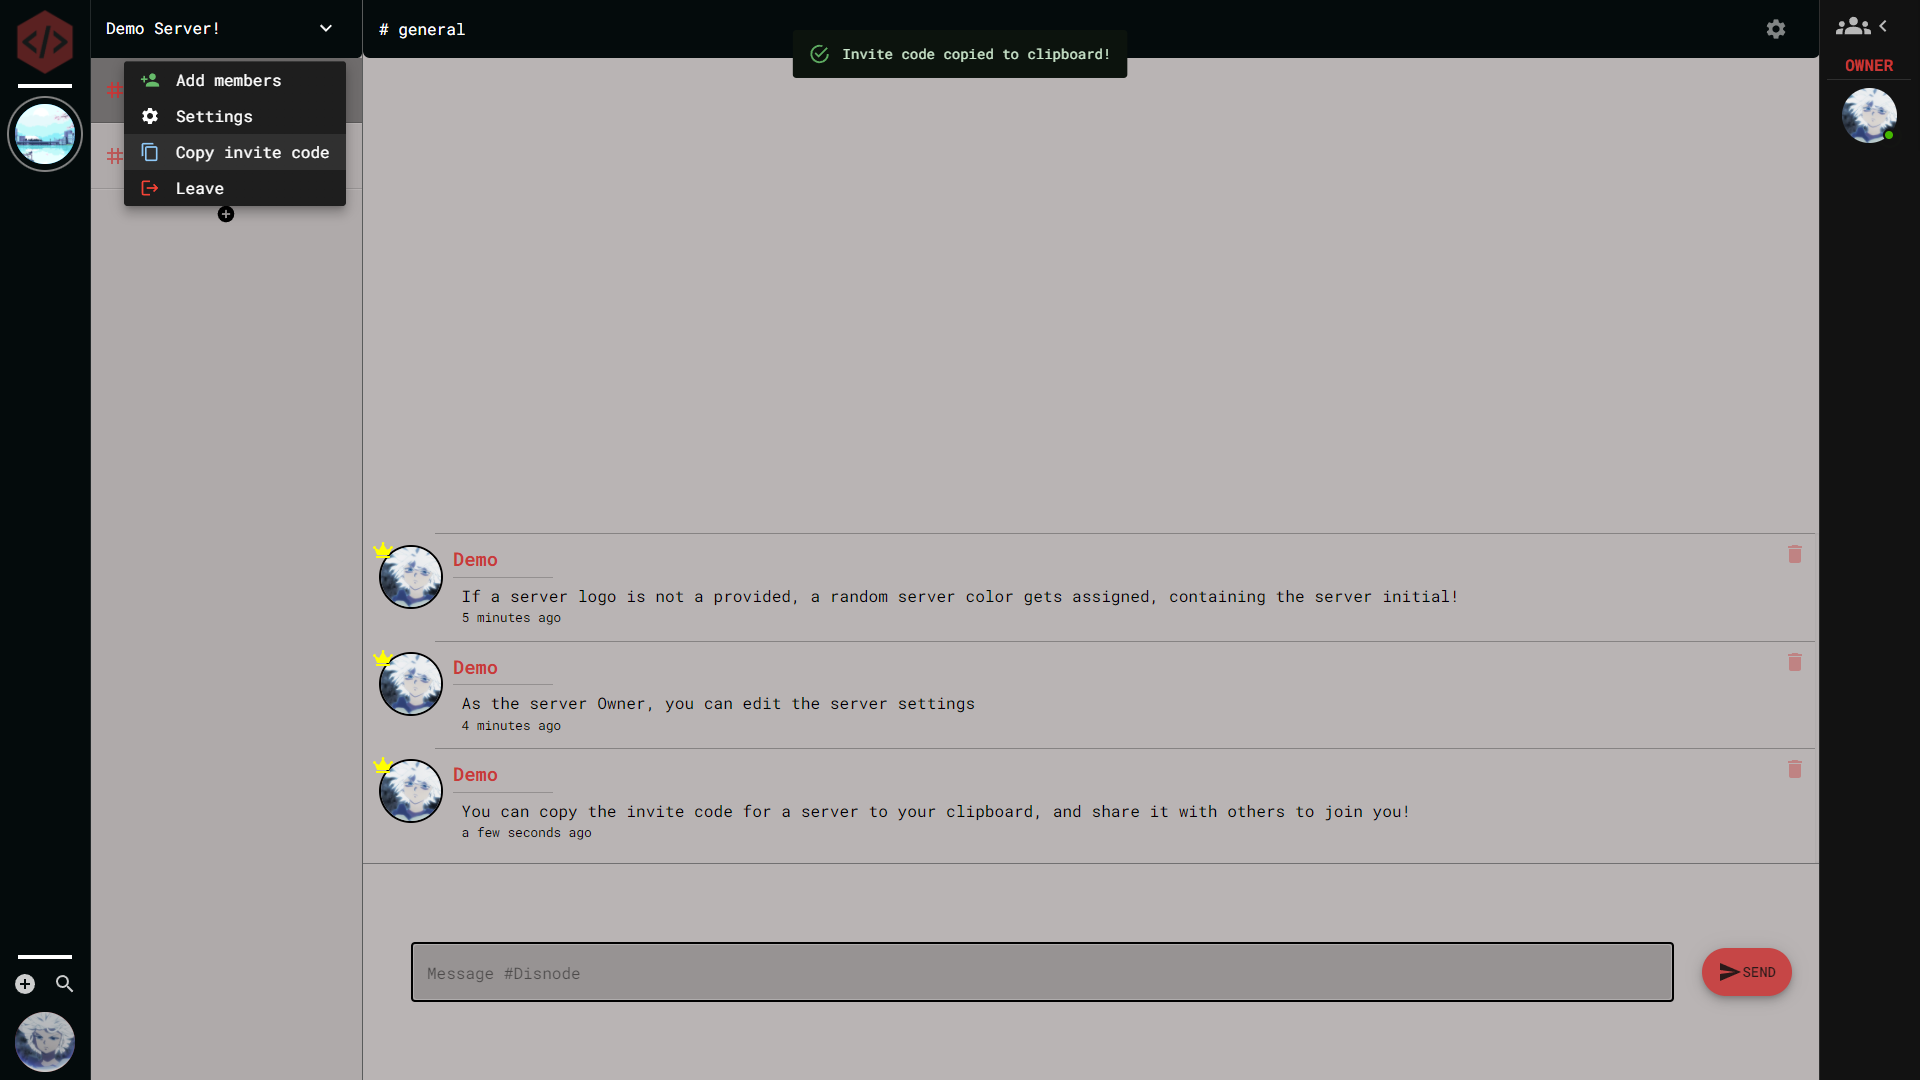 Demo Server!
# general
Invite code copied to clipboard!
OWNER
#
Add members
Settings
#
Copy invite code
Leave
Demo
If a server logo is not a provided, a random server color gets assigned, containing the server initial!
5 minutes ago
Demo
As the server Owner, you can edit the server settings
4 minutes ago
Demo
You can copy the invite code for a server to your clipboard, and share it with others to join you!
a few seconds ago
Message #Disnode
SEND